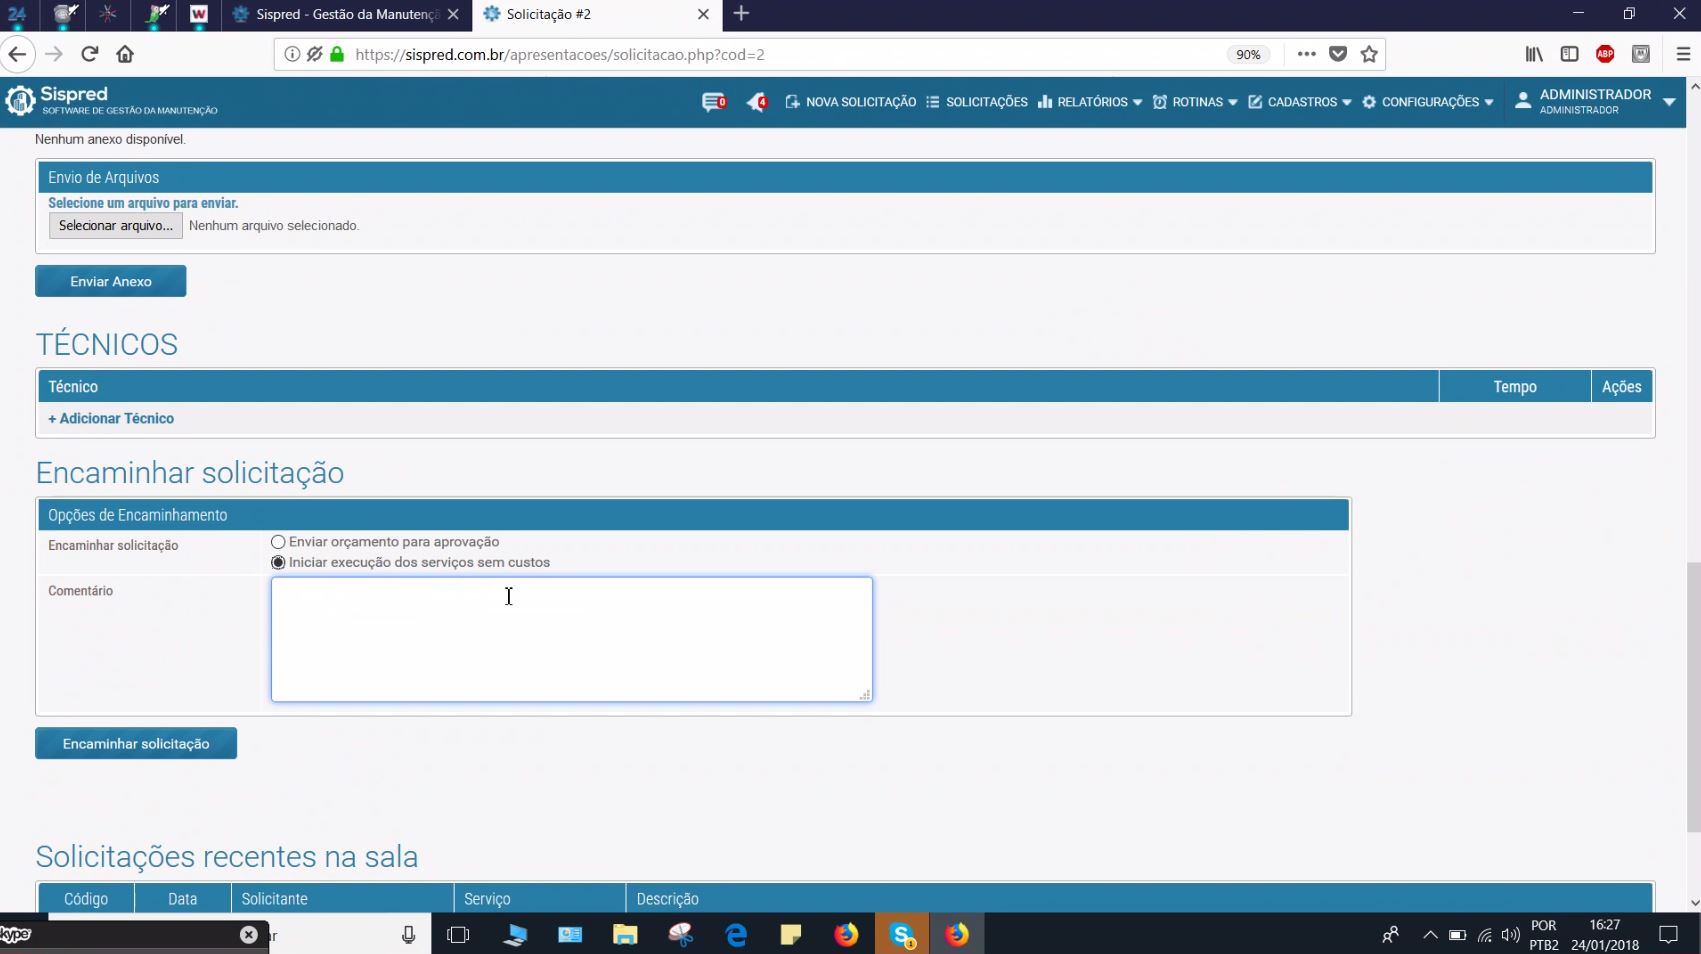 24
W
Sispred - Gestão da Manutençã
Solicitação #2
https://sispred.com.br/apresentacoes/solicitacao.php?cod=2
90%
ABP
Sispred
SOFTWARE DE GESTÃO DA MANUTENÇÃO
0
4
NOVA SOLICITAÇÃO
SOLICITAÇÕES
RELATÓRIOS
ROTINAS
CADASTROS
CONFIGURAÇÕES
ADMINISTRADOR
ADMINISTRADOR
Nenhum anexo disponível.
Envio de Arquivos
Selecione um arquivo para enviar.
Selecionar arquivo... Nenhum arquivo selecionado.
Enviar Anexo
TÉCNICOS
Técnico Tempo Ações
+ Adicionar Técnico
Encaminhar solicitação
Opções de Encaminhamento
Encaminhar solicitação
Enviar orçamento para aprovação
Iniciar execução dos serviços sem custos
Comentário
Encaminhar solicitação
Solicitações recentes na sala
Código Data Solicitante Serviço Descrição
POR
PTB2
16:27
24/01/2018